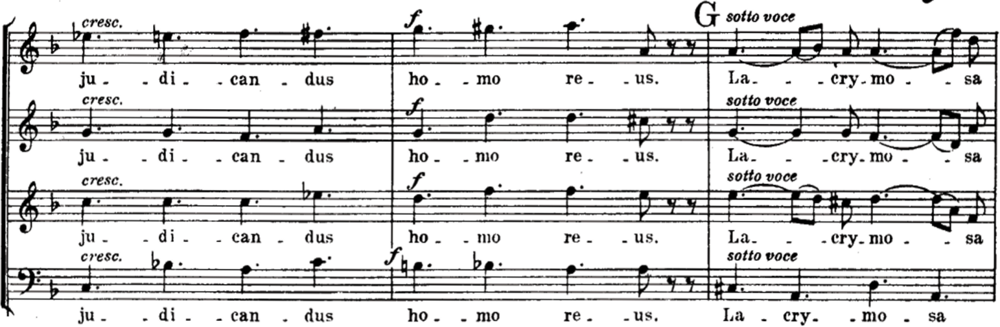 G
cresc. f sotto voce
ju - - di - - can - dus ho - - mo re - - us. La - - - cry - mo - - sa
cresc. f sotto voce
ju - - di - - can - dus ho - - mo re - - us. La - - - cry - mo - - sa
cresc. f sotto voce
ju - - di - - can - dus ho - - mo re - - us. La - - - cry - mo - - sa
cresc. f sotto voce
ju - - di - - can - dus ho - - mo re - - us. La - cry - - mo - sa